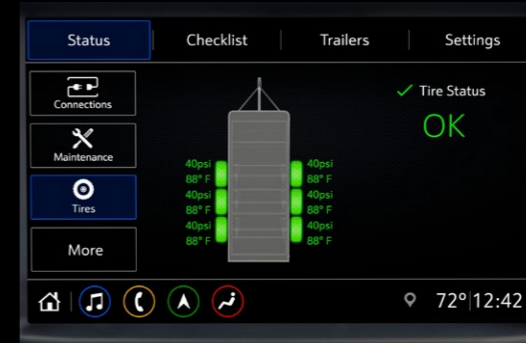 Status
Checklist
Trailers
Settings
Connections
Maintenance
Tires
More
40psi
88° F
40psi
88° F
40psi
88° F
40psi
88° F
40psi
88° F
40psi
88° F
Tire Status
OK
72° 12:42